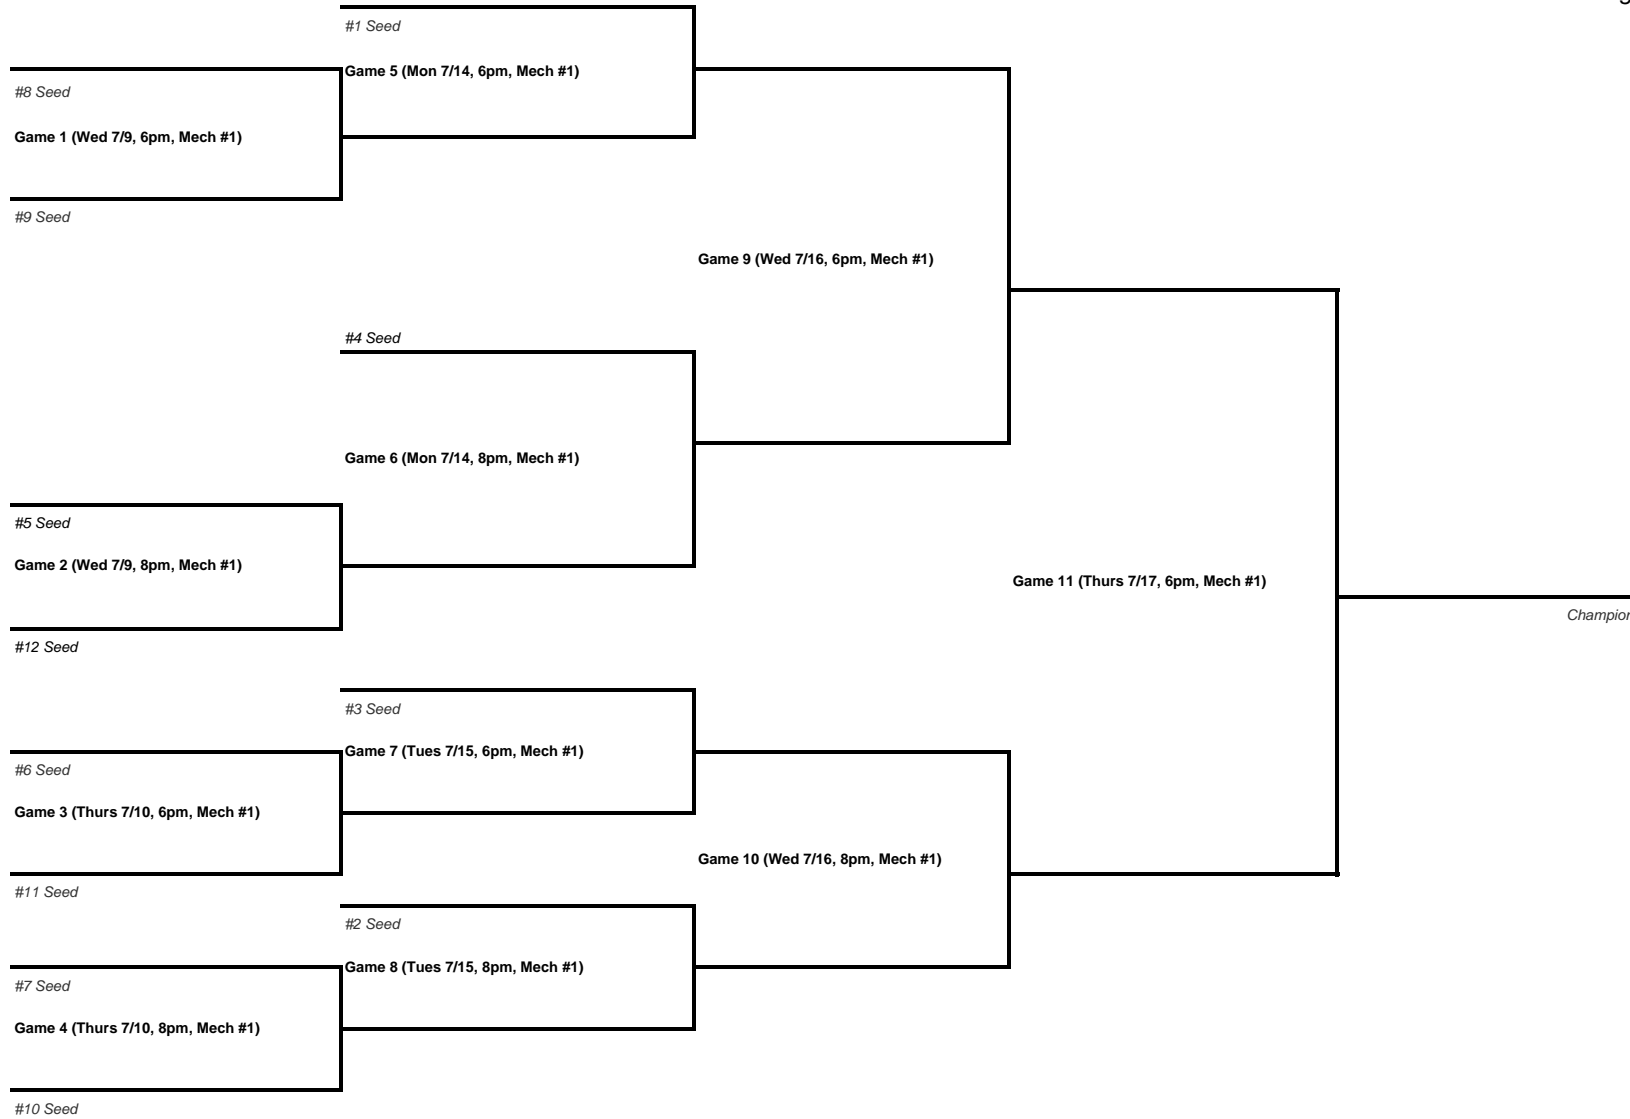 #1 Seed
Game 5 (Mon 7/14, 6pm, Mech #1)
#8 Seed
Game 1 (Wed 7/9, 6pm, Mech #1)
#9 Seed
Game 9 (Wed 7/16, 6pm, Mech #1)
#4 Seed
Game 6 (Mon 7/14, 8pm, Mech #1)
#5 Seed
Game 2 (Wed 7/9, 8pm, Mech #1)
Game 11 (Thurs 7/17, 6pm, Mech #1)
Champion
#12 Seed
#3 Seed
Game 7 (Tues 7/15, 6pm, Mech #1)
#6 Seed
Game 3 (Thurs 7/10, 6pm, Mech #1)
Game 10 (Wed 7/16, 8pm, Mech #1)
#11 Seed
#2 Seed
Game 8 (Tues 7/15, 8pm, Mech #1)
#7 Seed
Game 4 (Thurs 7/10, 8pm, Mech #1)
#10 Seed